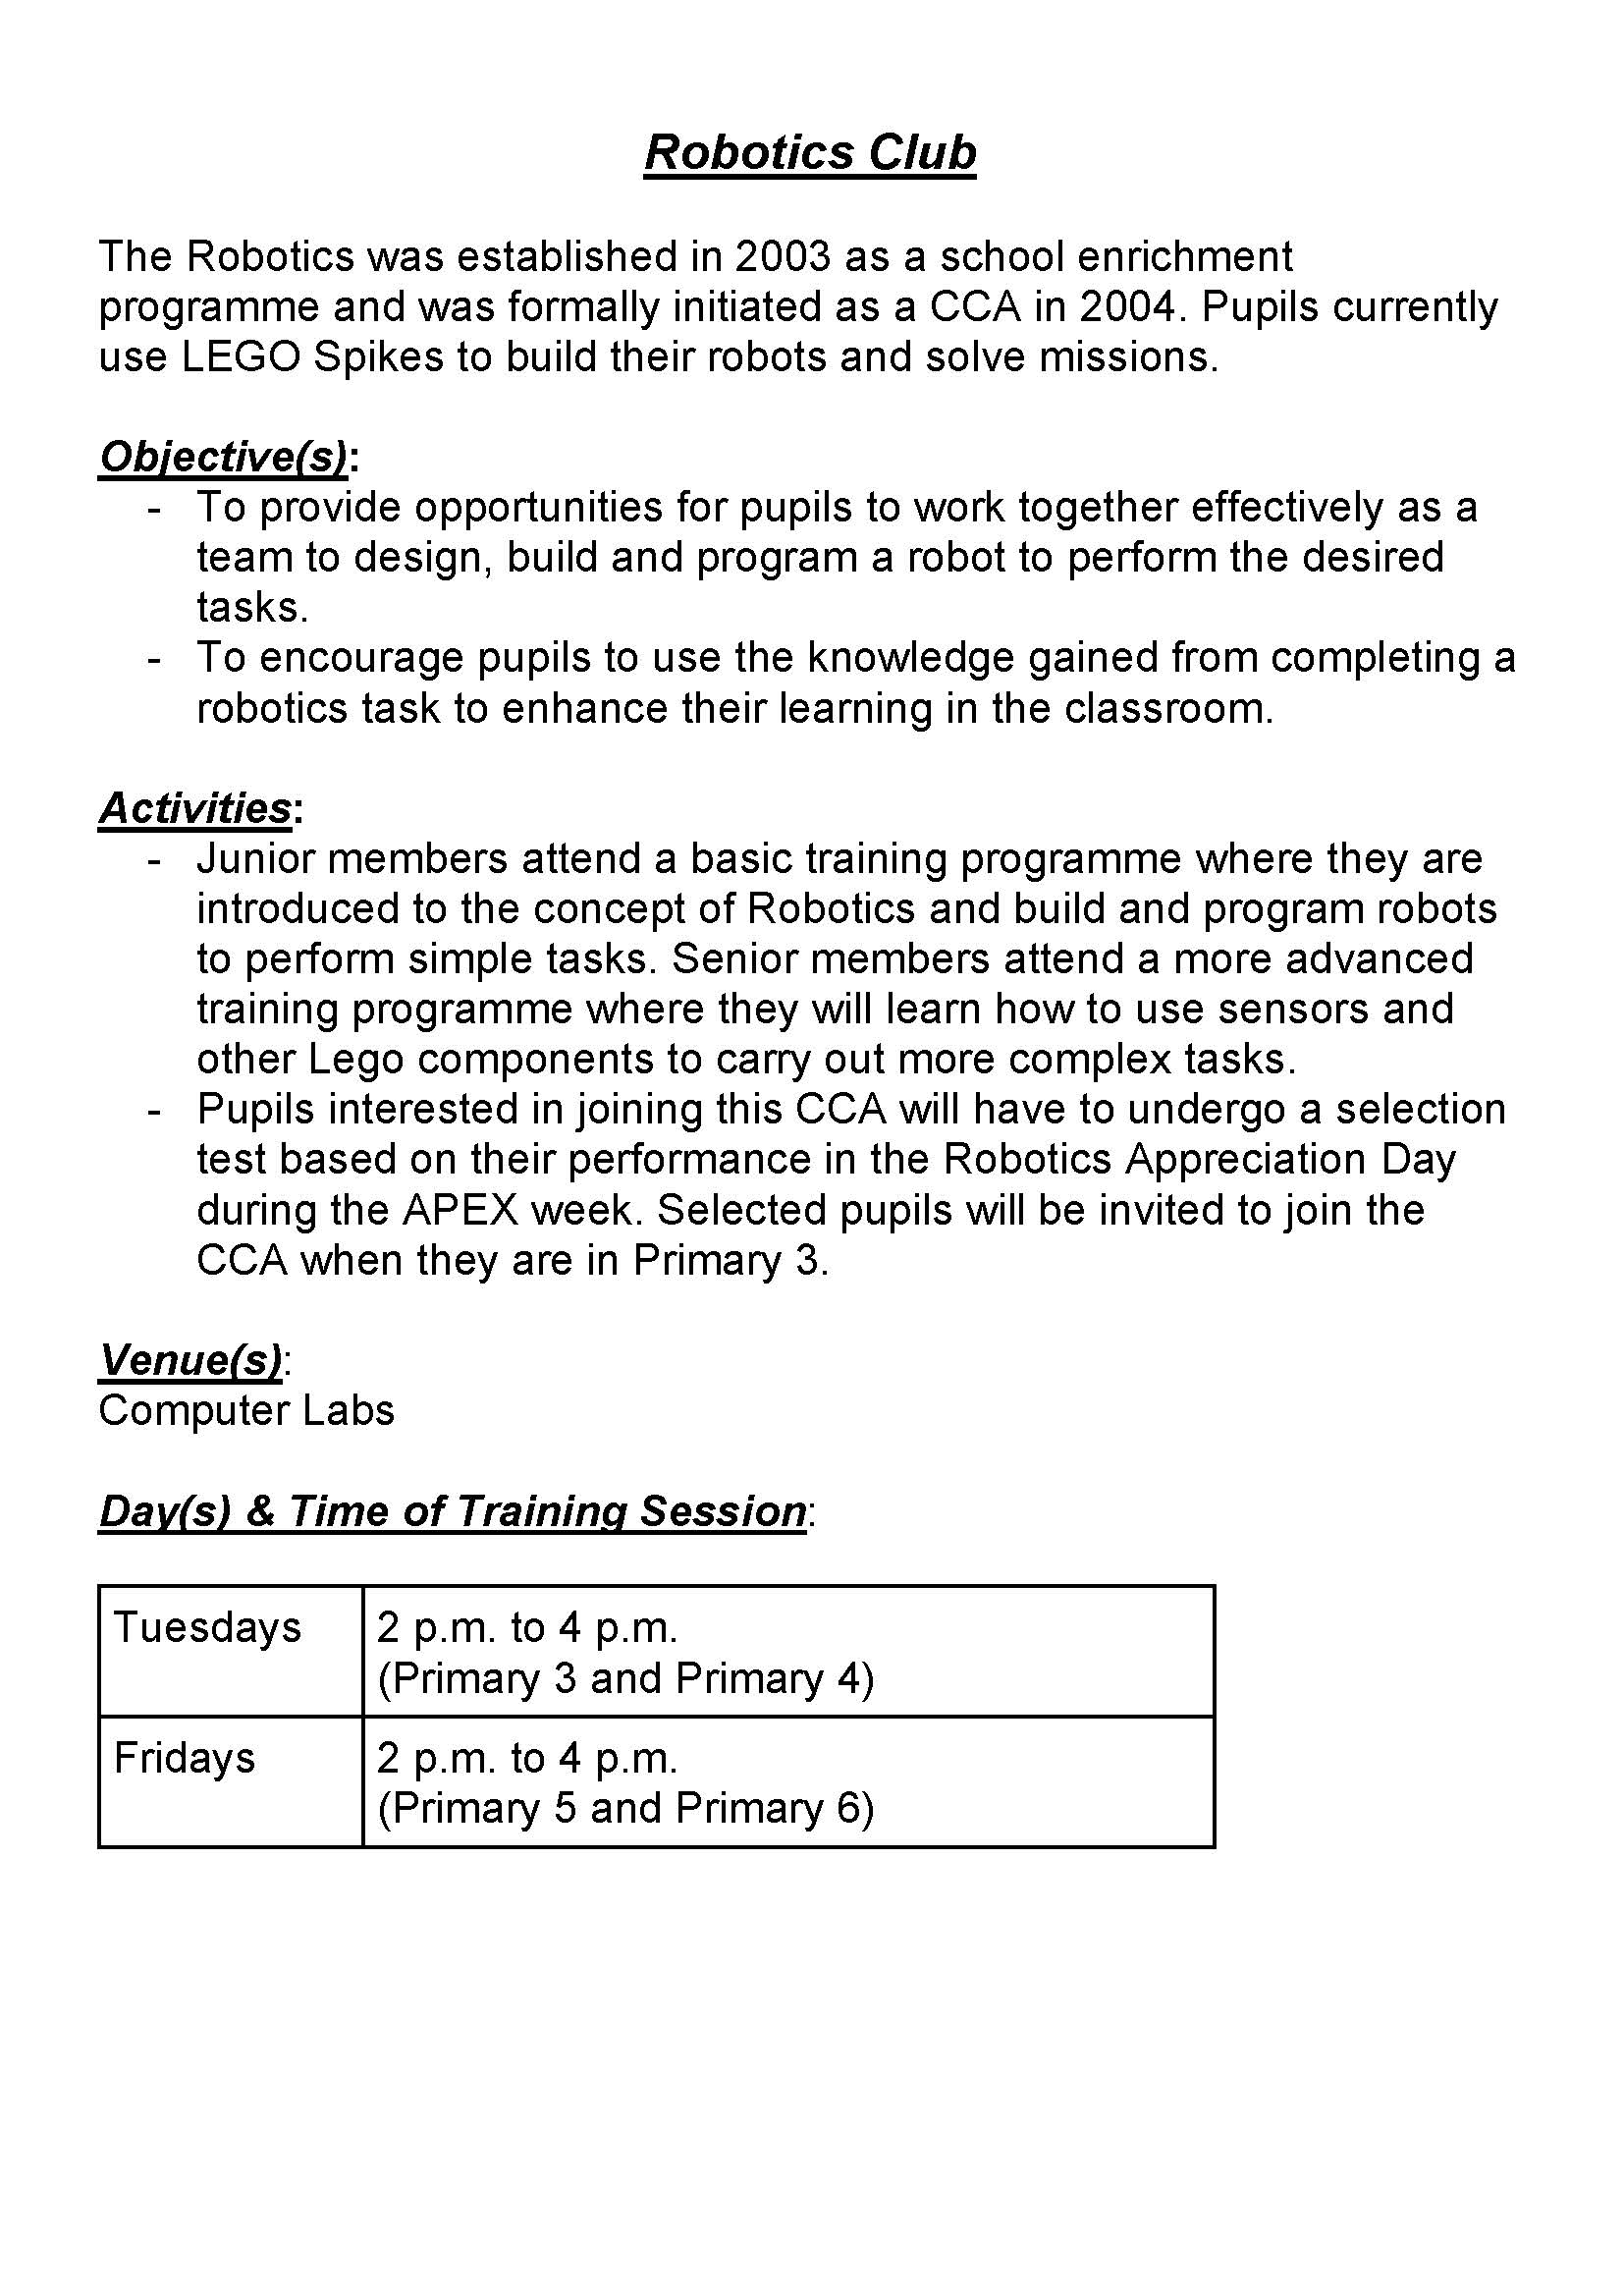 Robotics Club
The Robotics was established in 2003 as a school enrichment
programme and was formally initiated as a CCA in 2004. Pupils currently
use LEGO Spikes to build their robots and solve missions.
Objective(s):
- To provide opportunities for pupils to work together effectively as a
team to design, build and program a robot to perform the desired
tasks.
- To encourage pupils to use the knowledge gained from completing a
robotics task to enhance their learning in the classroom.
Activities:
- Junior members attend a basic training programme where they are
introduced to the concept of Robotics and build and program robots
to perform simple tasks. Senior members attend a more advanced
training programme where they will learn how to use sensors and
other Lego components to carry out more complex tasks.
- Pupils interested in joining this CCA will have to undergo a selection
test based on their performance in the Robotics Appreciation Day
during the APEX week. Selected pupils will be invited to join the
CCA when they are in Primary 3.
Venue(s):
Computer Labs
Day(s) & Time of Training Session:
Tuesdays 2 p.m. to 4 p.m.
(Primary 3 and Primary 4)
Fridays 2 p.m. to 4 p.m.
(Primary 5 and Primary 6)